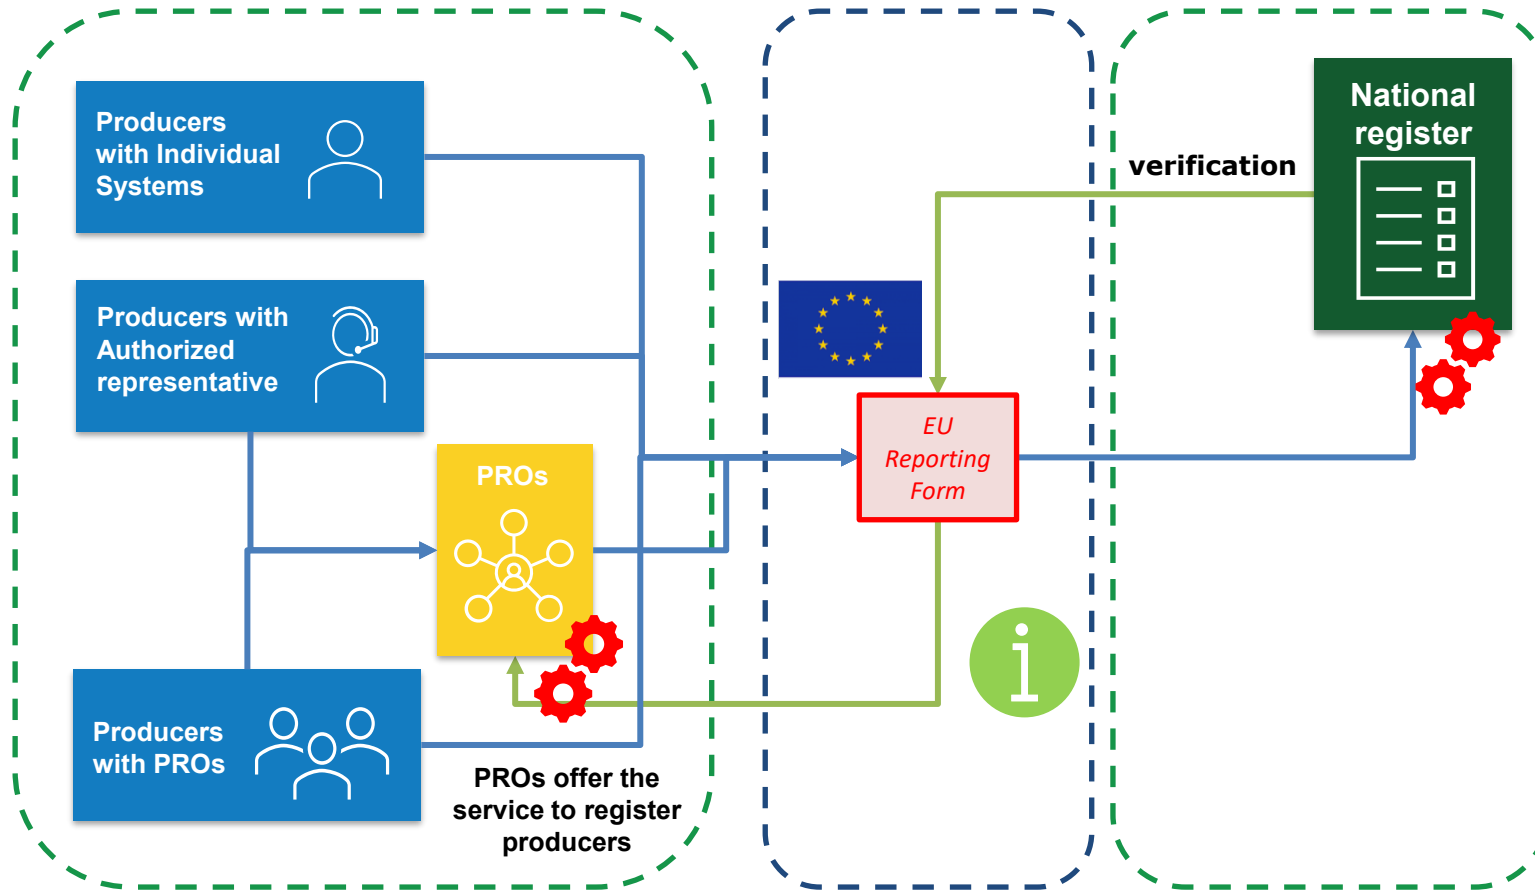 Producers
with Individual
Systems
Producers with
Authorized
representative
PROs
Producers
with PROs
PROs offer the
service to register
producers
EU
Reporting
Form
verification
National
register